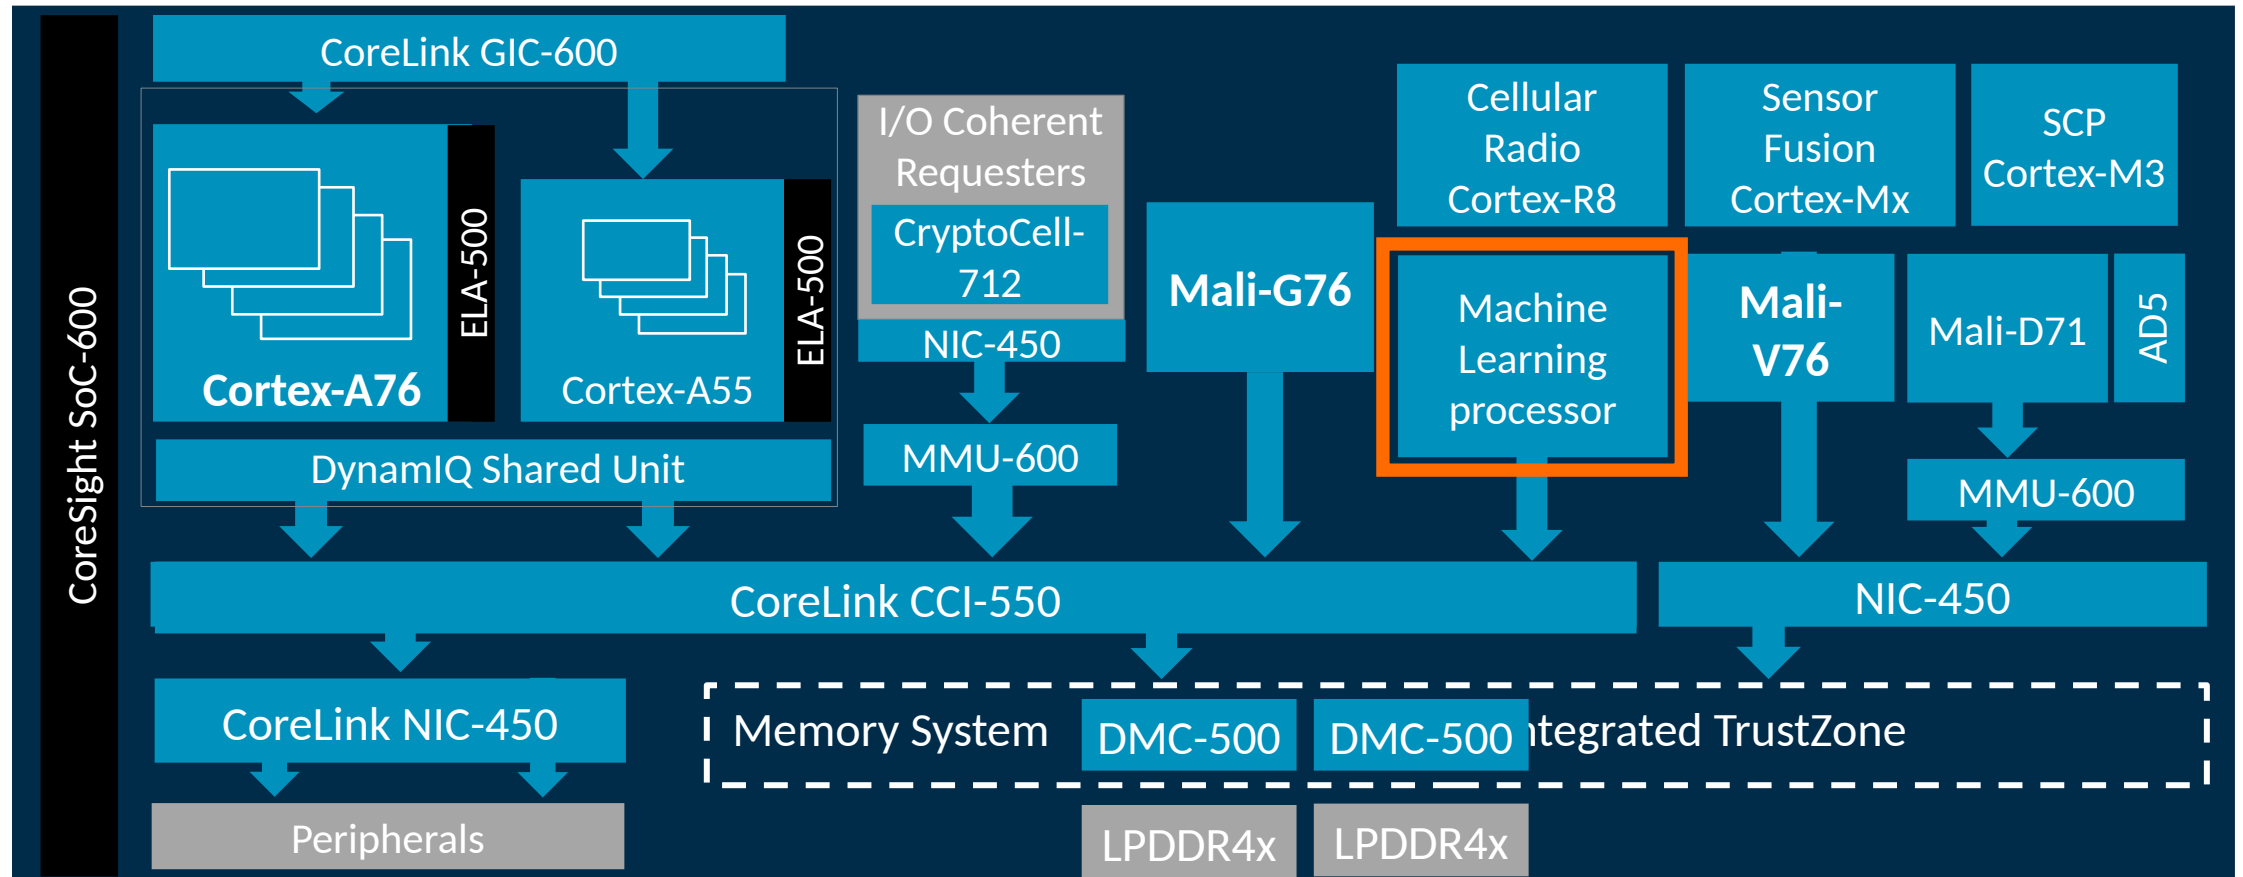 CoreSight SoC-600
CoreLink GIC-600
Cortex-A76
ELA-500
Cortex-A55
ELA-500
DynamIQ Shared Unit
I/O Coherent
Requesters
CryptoCell-
712
NIC-450
MMU-600
Mali-G76
Cellular
Radio
Cortex-R8
Sensor
Fusion
Cortex-Mx
SCP
Cortex-M3
Machine
Learning
processor
Mali-
V76
Mali-D71
AD5
MMU-600
CoreLink CCI-550
NIC-450
CoreLink NIC-450
Memory System
DMC-500
DMC-500
ntegrated TrustZone
Peripherals
LPDDR4x
LPDDR4x